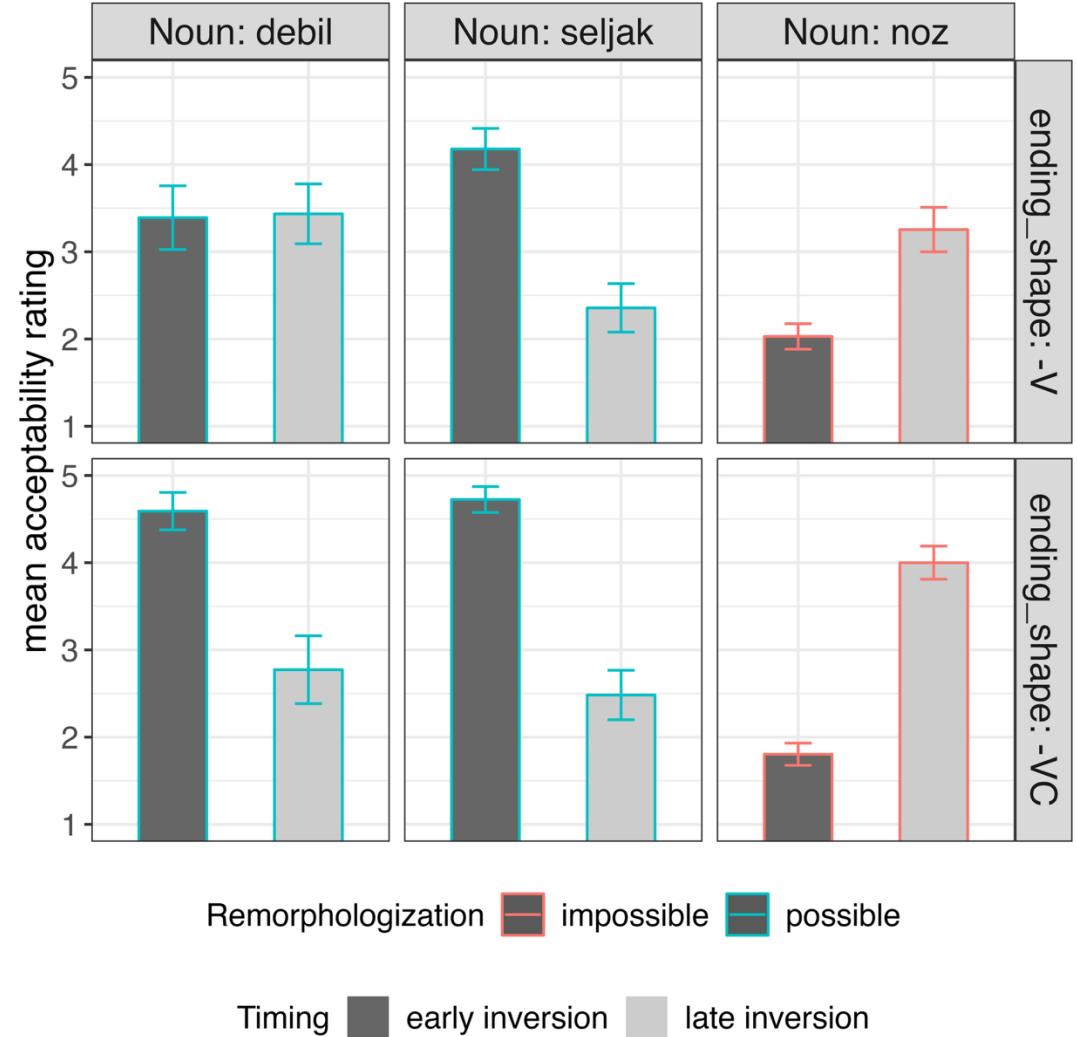 Noun: debil
Noun: seljak
Noun: noz
mean acceptability rating
5
4
3
2
1
ending_shape: -V
5
4
3
2
1
ending_shape: -VC
Remorphologization impossible possible
Timing early inversion late inversion